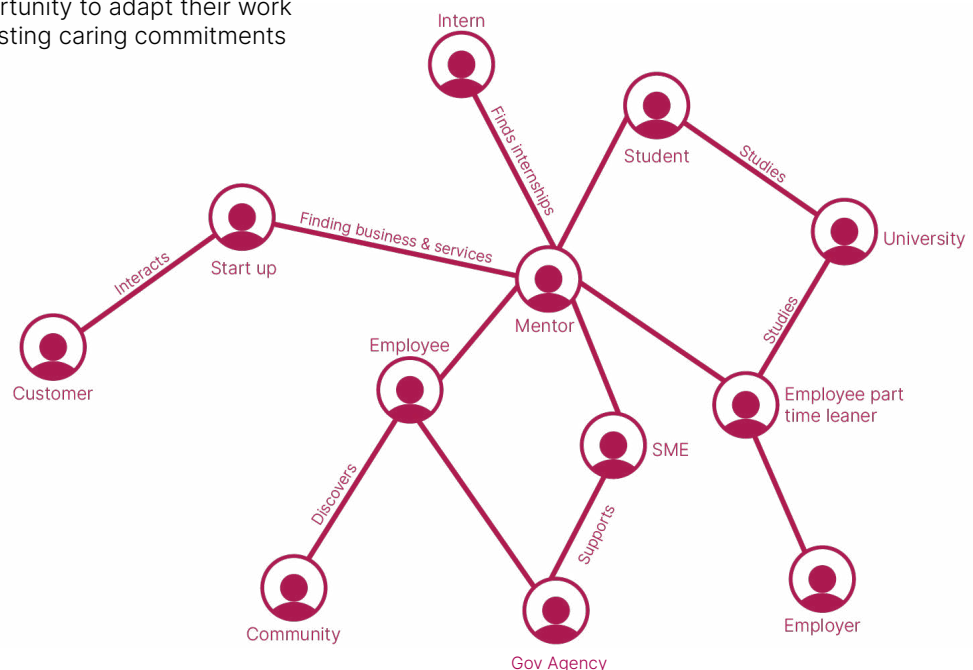 rtunity to adapt their work
sting caring commitments
Intern
Finds internships
Student
Studies
University
Finding business & services
Start up
Interacts
Mentor
Studies
Employee
Customer
Employee part
time leaner
SME
Discovers
Supports
Community
Employer
Gov Agency